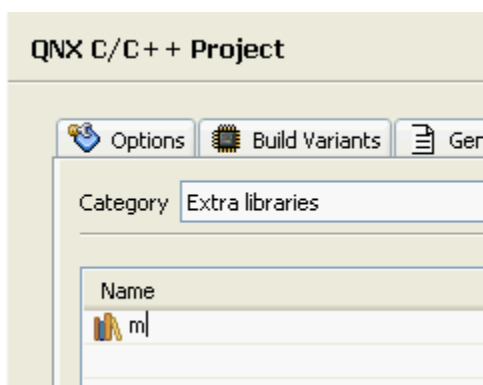 QNX C/C++ Project
Options Build Variants Gen
Category Extra libraries
Name
m